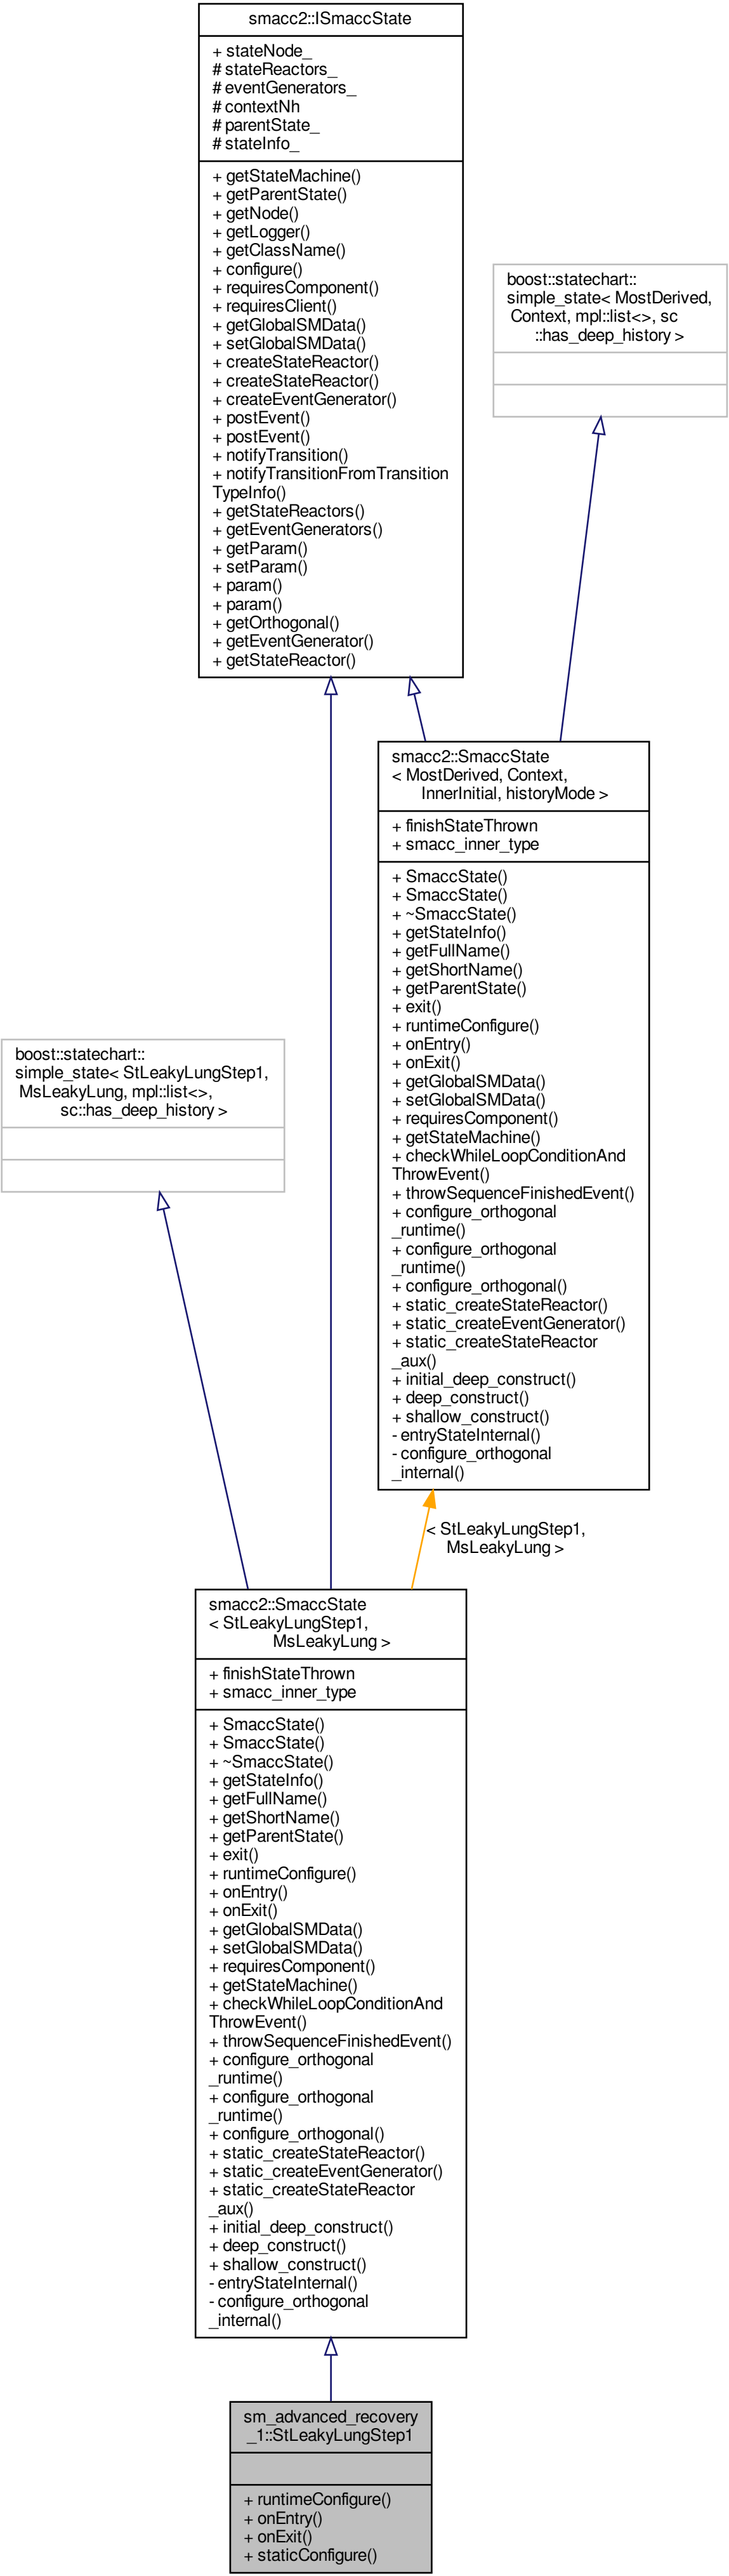 smacc2::ISmaccState
+ stateNode_
# stateReactors_
# eventGenerators_
# contextNh
# parentState_
# stateInfo_
+ getStateMachine()
+ getParentState()
+ getNode()
+ getLogger()
+ getClassName()
+ configure()
+ requiresComponent()
+ requiresClient()
+ getGlobalSMData()
+ setGlobalSMData()
+ createStateReactor()
+ createStateReactor()
+ createEventGenerator()
+ postEvent()
+ postEvent()
+ notifyTransition()
+ notifyTransitionFromTransition
TypeInfo()
+ getStateReactors()
+ getEventGenerators()
+ getParam()
+ setParam()
+ param()
+ param()
+ getOrthogonal()
+ getEventGenerator()
+ getStateReactor()
boost::statechart::
simple_state< MostDerived,
Context, mpl::list<>, sc
::has_deep_history >
smacc2::SmaccState
< MostDerived, Context,
InnerInitial, historyMode >
+ finishStateThrown
+ smacc_inner_type
+ SmaccState()
+ SmaccState()
+ ~SmaccState()
+ getStateInfo()
+ getFullName()
+ getShortName()
+ getParentState()
+ exit()
+ runtimeConfigure()
+ onEntry()
+ onExit()
+ getGlobalSMData()
+ setGlobalSMData()
+ requiresComponent()
+ getStateMachine()
+ checkWhileLoopConditionAnd
ThrowEvent()
+ throwSequenceFinishedEvent()
+ configure_orthogonal
_runtime()
+ configure_orthogonal
_runtime()
+ configure_orthogonal()
+ static_createStateReactor()
+ static_createEventGenerator()
+ static_createStateReactor
_aux()
+ initial_deep_construct()
+ deep_construct()
+ shallow_construct()
- entryStateInternal()
- configure_orthogonal
_internal()
boost::statechart::
simple_state< StLeakyLungStep1,
MsLeakyLung, mpl::list<>,
sc::has_deep_history >
< StLeakyLungStep1,
MsLeakyLung >
smacc2::SmaccState
< StLeakyLungStep1,
MsLeakyLung >
+ finishStateThrown
+ smacc_inner_type
+ SmaccState()
+ SmaccState()
+ ~SmaccState()
+ getStateInfo()
+ getFullName()
+ getShortName()
+ getParentState()
+ exit()
+ runtimeConfigure()
+ onEntry()
+ onExit()
+ getGlobalSMData()
+ setGlobalSMData()
+ requiresComponent()
+ getStateMachine()
+ checkWhileLoopConditionAnd
ThrowEvent()
+ throwSequenceFinishedEvent()
+ configure_orthogonal
_runtime()
+ configure_orthogonal
_runtime()
+ configure_orthogonal()
+ static_createStateReactor()
+ static_createEventGenerator()
+ static_createStateReactor
_aux()
+ initial_deep_construct()
+ deep_construct()
+ shallow_construct()
- entryStateInternal()
- configure_orthogonal
_internal()
sm_advanced_recovery
_1::StLeakyLungStep1
+ runtimeConfigure()
+ onEntry()
+ onExit()
+ staticConfigure()